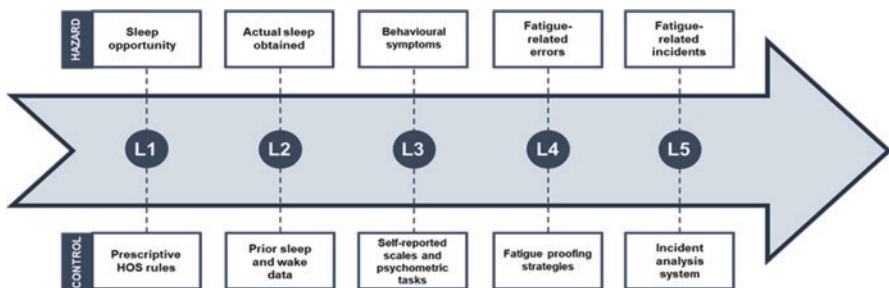 HAZARD
Sleep
opportunity
Actual sleep
obtained
Behavioural
symptoms
Fatigue-
related
errors
Fatigue-
related
incidents
L1
L2
L3
L4
L5
CONTROL
Prescriptive
HOS rules
Prior sleep
and wake
data
Self-reported
scales and
psychometric
tasks
Fatigue proofing
strategies
Incident
analysis
system